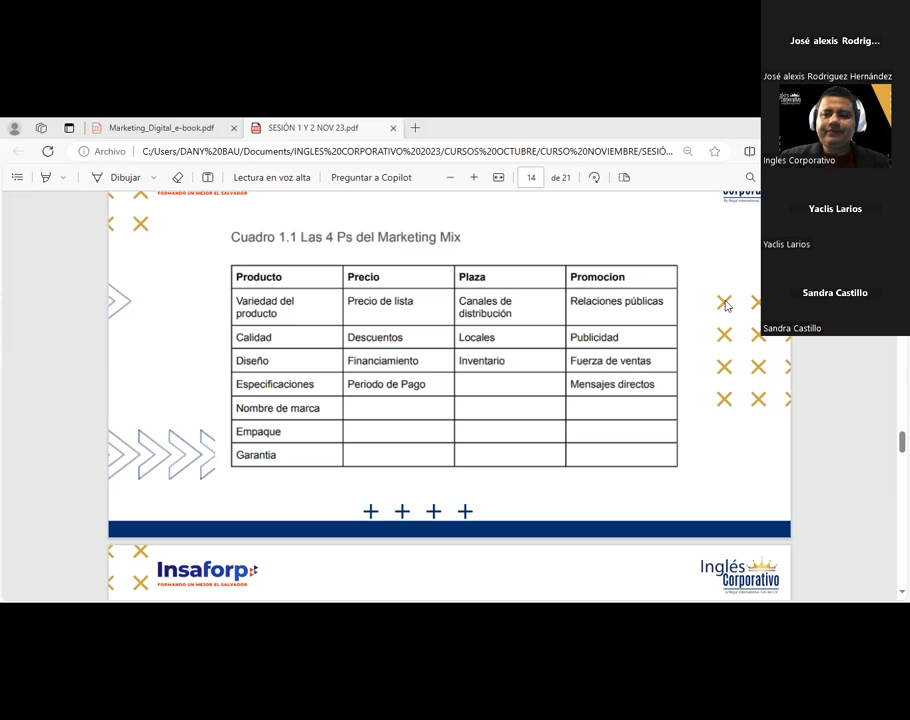 José alexis Rodrig...
José alexis Rodriguez Hernández
Ingles Corporativo
Yaclis Larios
Yaclis Larios
Sandra Castillo
Sandra Castillo
Marketing_Digital_e-book.pdf
SESIÓN 1 Y 2 NOV 23.pdf
Archivo
C:/Users/DANY%20BAU/Documents/INGLES%20CORPORATIVO%202023/CURSOS%20OCTUBRE/CURSO%20NOVIEMBRE/SESIÓ...
Dibujar
Lectura en voz alta
Preguntar a Copilot
14
de 21
FORMANDO UN MEJOR EL SALVADOR
Cuadro 1.1 Las 4 Ps del Marketing Mix
Producto Precio Plaza Promocion
Variedad del
producto
Precio de lista
Canales de
distribución
Relaciones públicas
Calidad Descuentos Locales Publicidad
Diseño Financiamiento Inventario Fuerza de ventas
Especificaciones Periodo de Pago Mensajes directos
Nombre de marca
Empaque
Garantia
Insaforp
FORMANDO UN MEJOR EL SALVADOR
Inglés
Corporativo